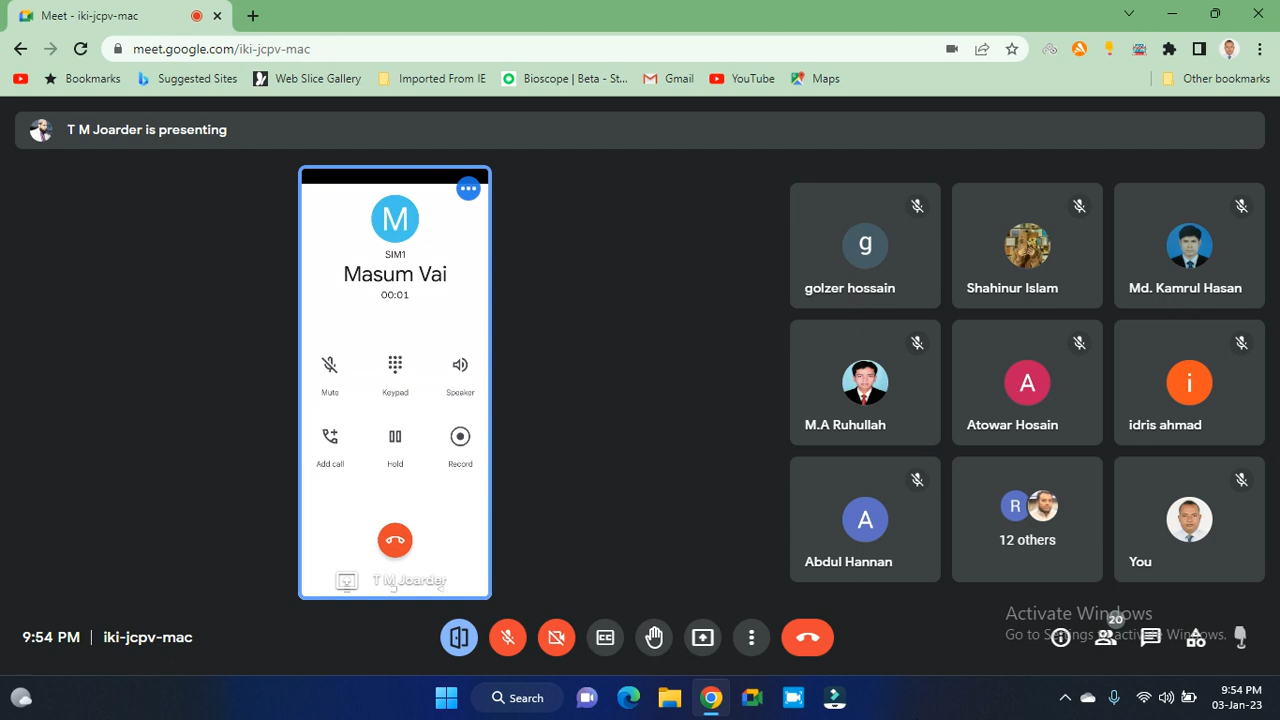 Meet - iki-jcpv-mac
meet.google.com/iki-jcpv-mac
Bookmarks
Suggested Sites
Web Slice Gallery
Imported From IE
Bioscope | Beta - St...
Gmail
YouTube
Maps
Other bookmarks
T M Joarder is presenting
M
SIM1
Masum Vai
00:01
Mute
Keypad
Speaker
Add call
Hold
Record
T M Joarder
g
golzer hossain
Shahinur Islam
Md. Kamrul Hasan
M.A Ruhullah
A
Atowar Hosain
i
idris ahmad
A
Abdul Hannan
R
12 others
You
Activate Windows
Go to Settings to activate Windows.
9:54 PM | iki-jcpv-mac
CC
20
Search
9:54 PM
03-Jan-23